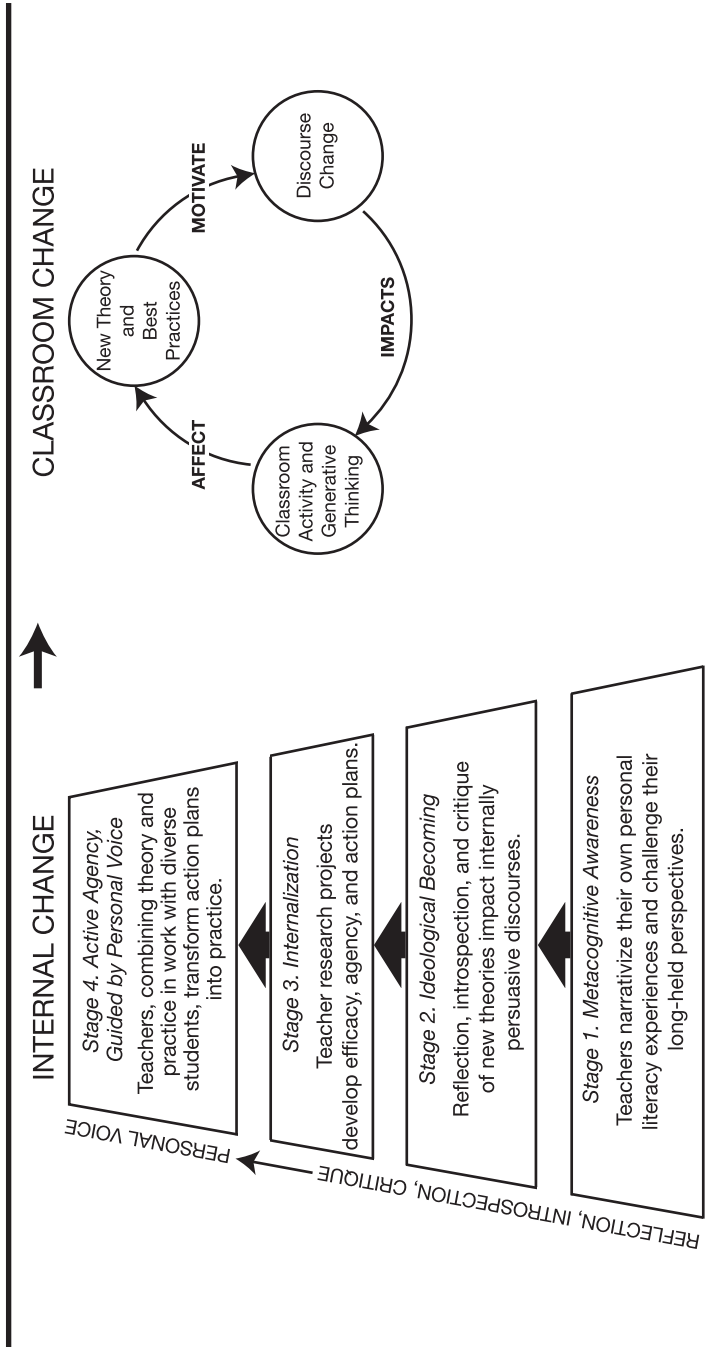 INTERNAL CHANGE
Stage 4. Active Agency,
Guided by Personal Voice
Teachers, combining theory and
practice in work with diverse
students, transform action plans
into practice.
Stage 3. Internalization
Teacher research projects
develop efficacy, agency, and action plans.
Stage 2. Ideological Becoming
Reflection, introspection, and critique
of new theories impact internally
persuasive discourses.
Stage 1. Metacognitive Awareness
Teachers narrativize their own personal
literacy experiences and challenge their
long-held perspectives.
REFLECTION, INTROSPECTION, CRITIQUE
PERSONAL VOICE
CLASSROOM CHANGE
New Theory
and
Best
Practices
MOTIVATE
Discourse
Change
IMPACTS
Classroom
Activity and
Generative
Thinking
AFFECT